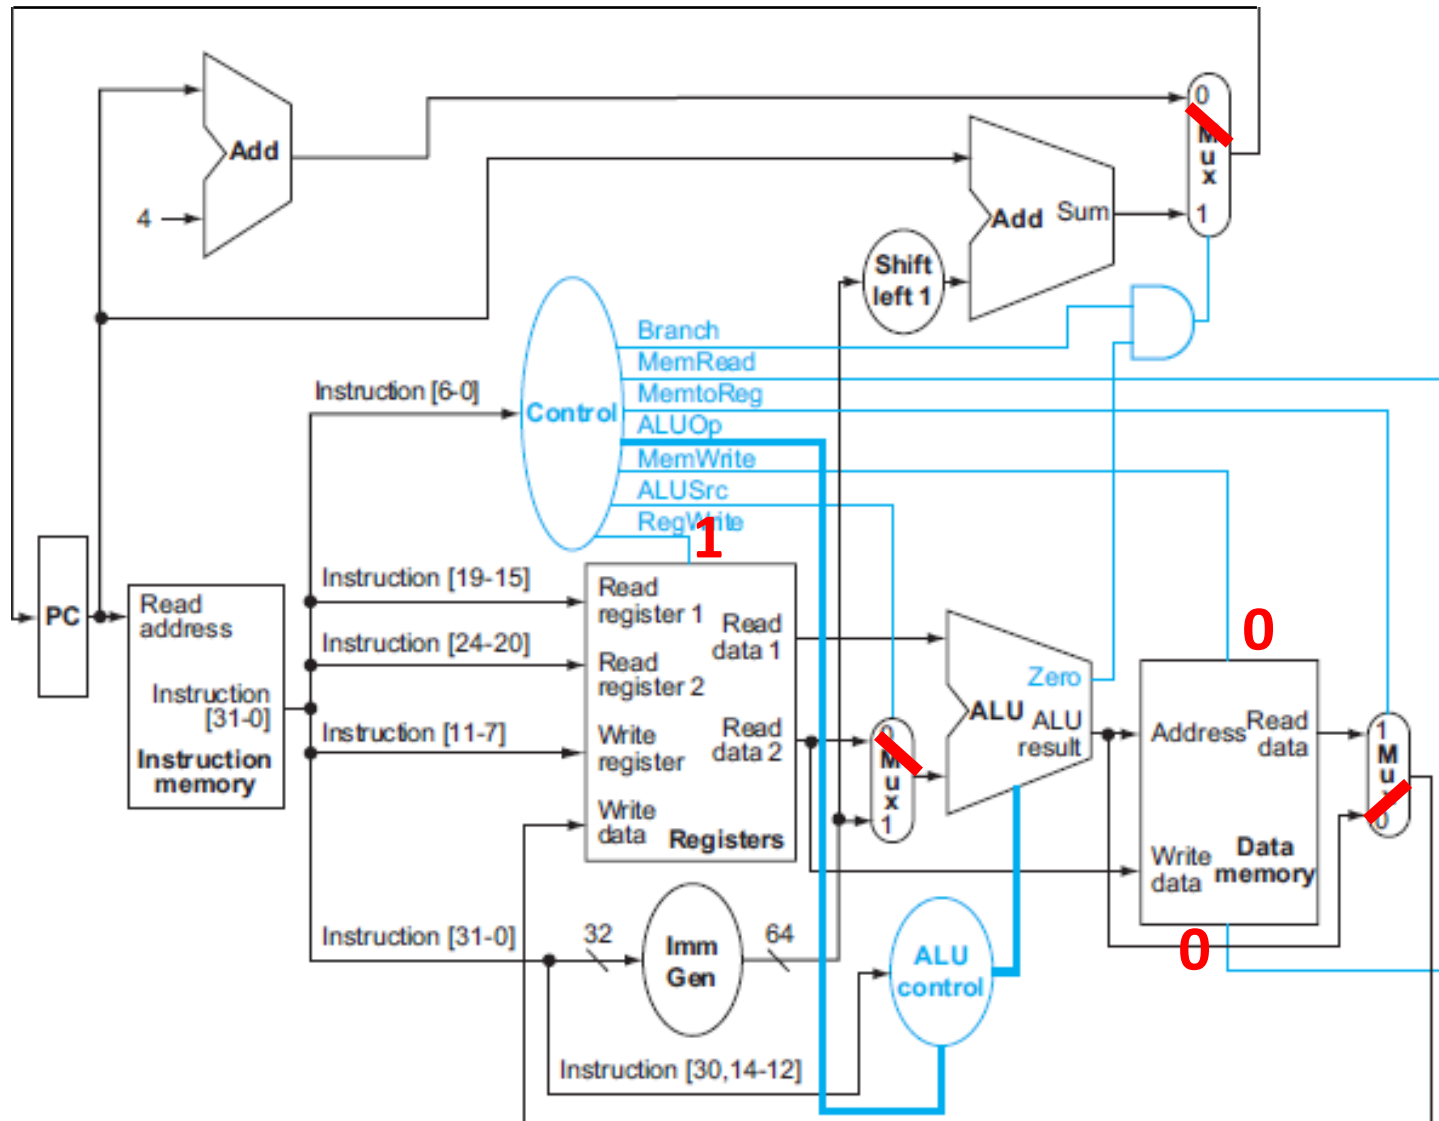 0
Mux
1
Add
4
Add Sum
Shift
left 1
Branch
MemRead
MemtoReg
ALUOp
MemWrite
ALUSrc
RegWrite
Control
Instruction [6-0]
1
Instruction [19-15]
Instruction [24-20]
Instruction [11-7]
Instruction [31-0]
PC
Read
address
Instruction
[31-0]
Instruction
memory
Read
register 1
Read
data 1
Read
register 2
Read
data 2
Write
register
Write
data
Registers
0
Mux
1
Zero
ALU
ALU
result
0
Address
Read
data
Write
data
Data
memory
0
1
Mu
0
32
Imm
Gen
64
ALU
control
Instruction [30,14-12]